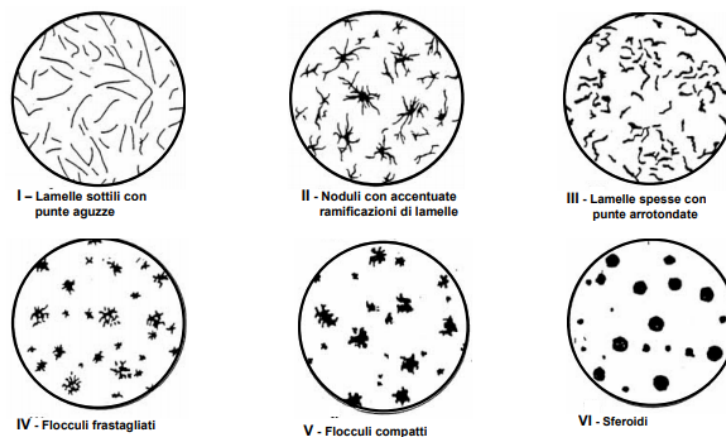 I – Lamelle sottili con
punte aguzze
II - Noduli con accentuate
ramificazioni di lamelle
III - Lamelle spesse con
punte arrotondate
IV - Flocculi frastagliati
V - Flocculi compatti
VI - Sferoidi